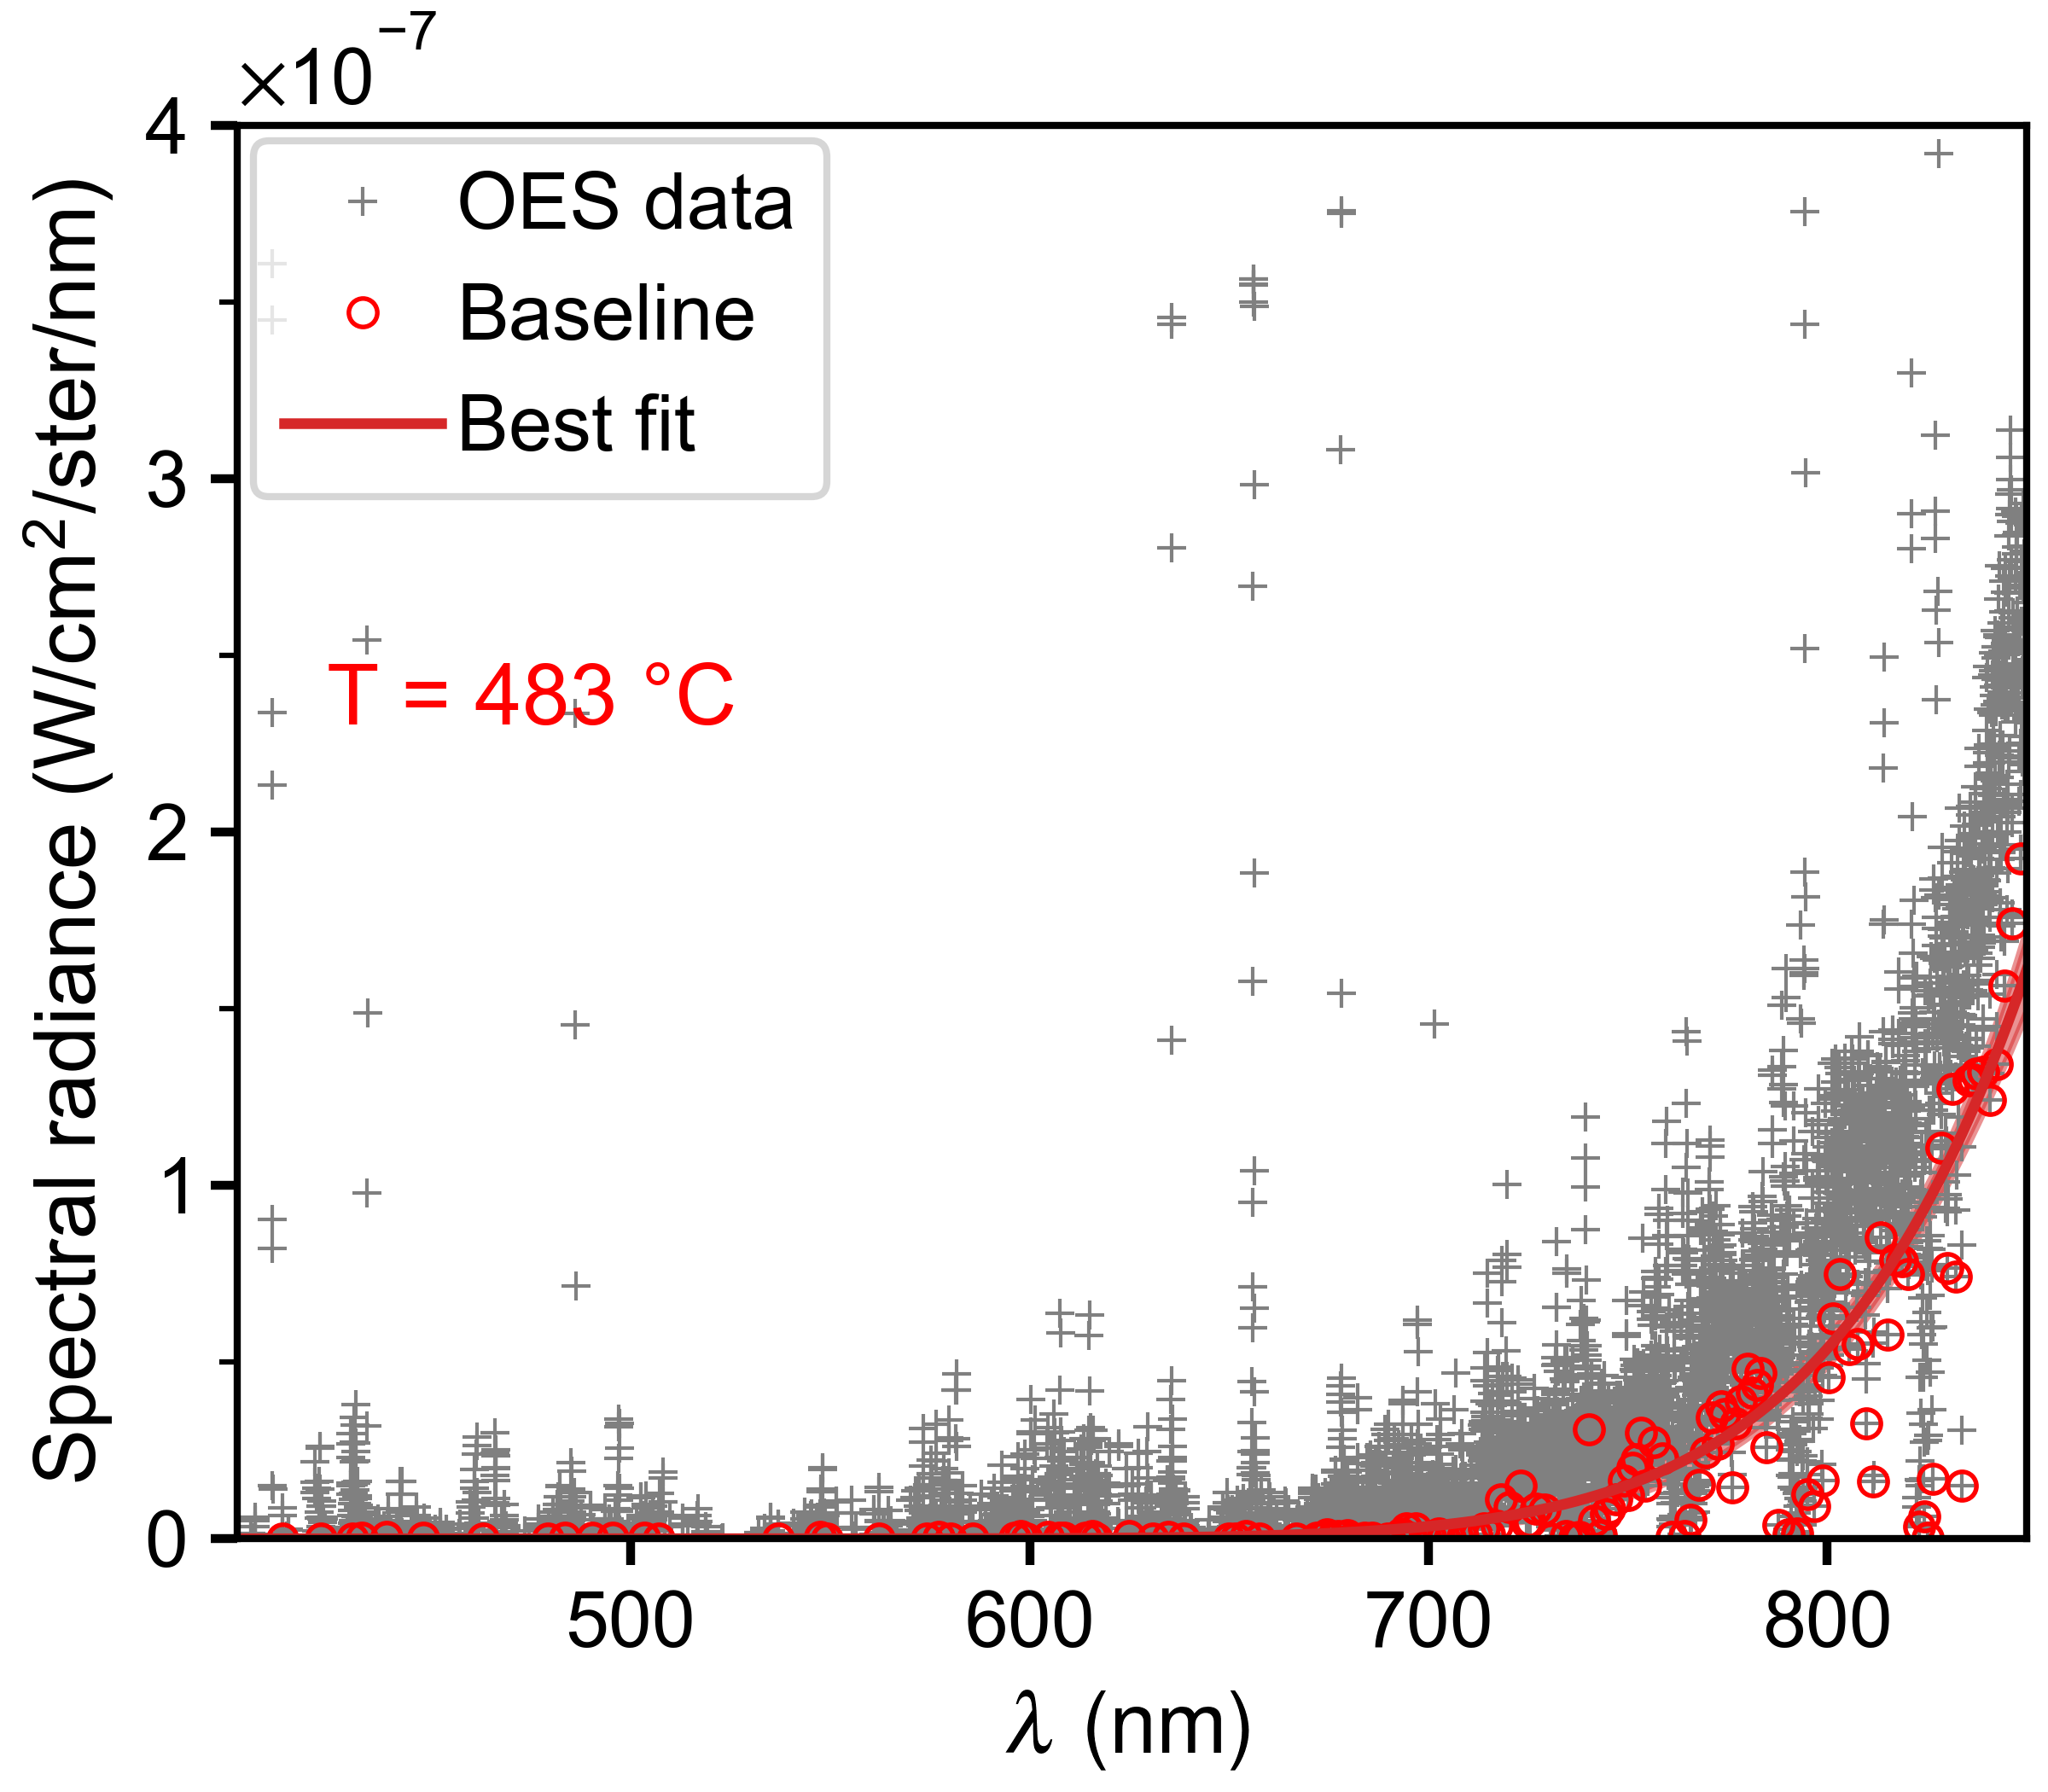 ×10⁻⁷
4
3
2
1
0
Spectral radiance (W/cm²/ster/nm)
OES data
Baseline
Best fit
T = 483 °C
500 600 700 800
λ (nm)